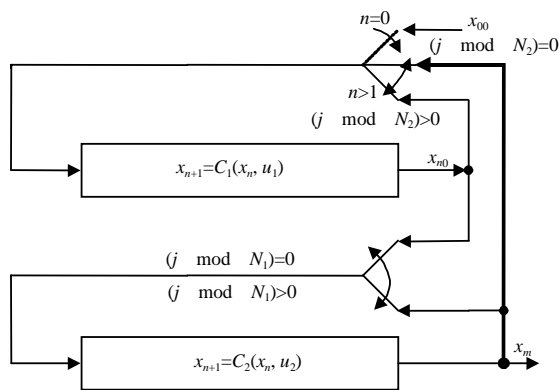 n=0
x₀₀
(j mod N₂)=0
n>1
(j mod N₂)>0
xₙ₊₁=C₁(xₙ, u₁)
xₙ₀
(j mod N₁)=0
(j mod N₁)>0
xₙ₊₁=C₂(xₙ, u₂)
xₘ